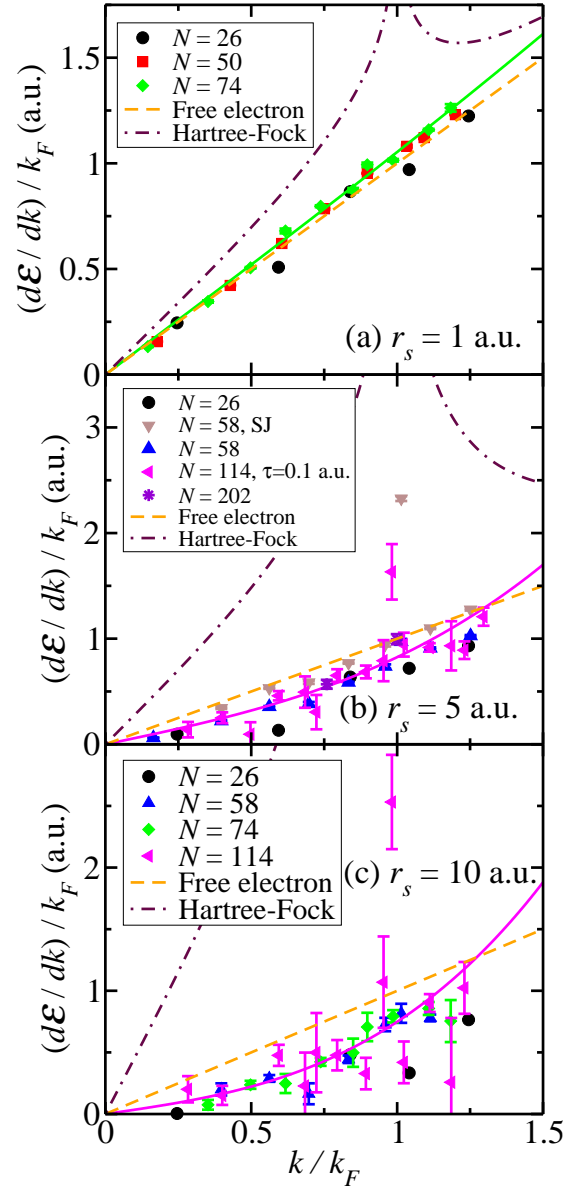 (dℰ/dk) / k_F (a.u.)
1.5
1
0.5
0
N = 26
N = 50
N = 74
Free electron
Hartree-Fock
(a) r_s = 1 a.u.
(dℰ/dk) / k_F (a.u.)
3
2
1
0
N = 26
N = 58, SJ
N = 58
N = 114, τ=0.1 a.u.
N = 202
Free electron
Hartree-Fock
(b) r_s = 5 a.u.
(dℰ/dk) / k_F (a.u.)
2
1
0
N = 26
N = 58
N = 74
N = 114
Free electron
Hartree-Fock
(c) r_s = 10 a.u.
0 0.5 1 1.5
k / k_F